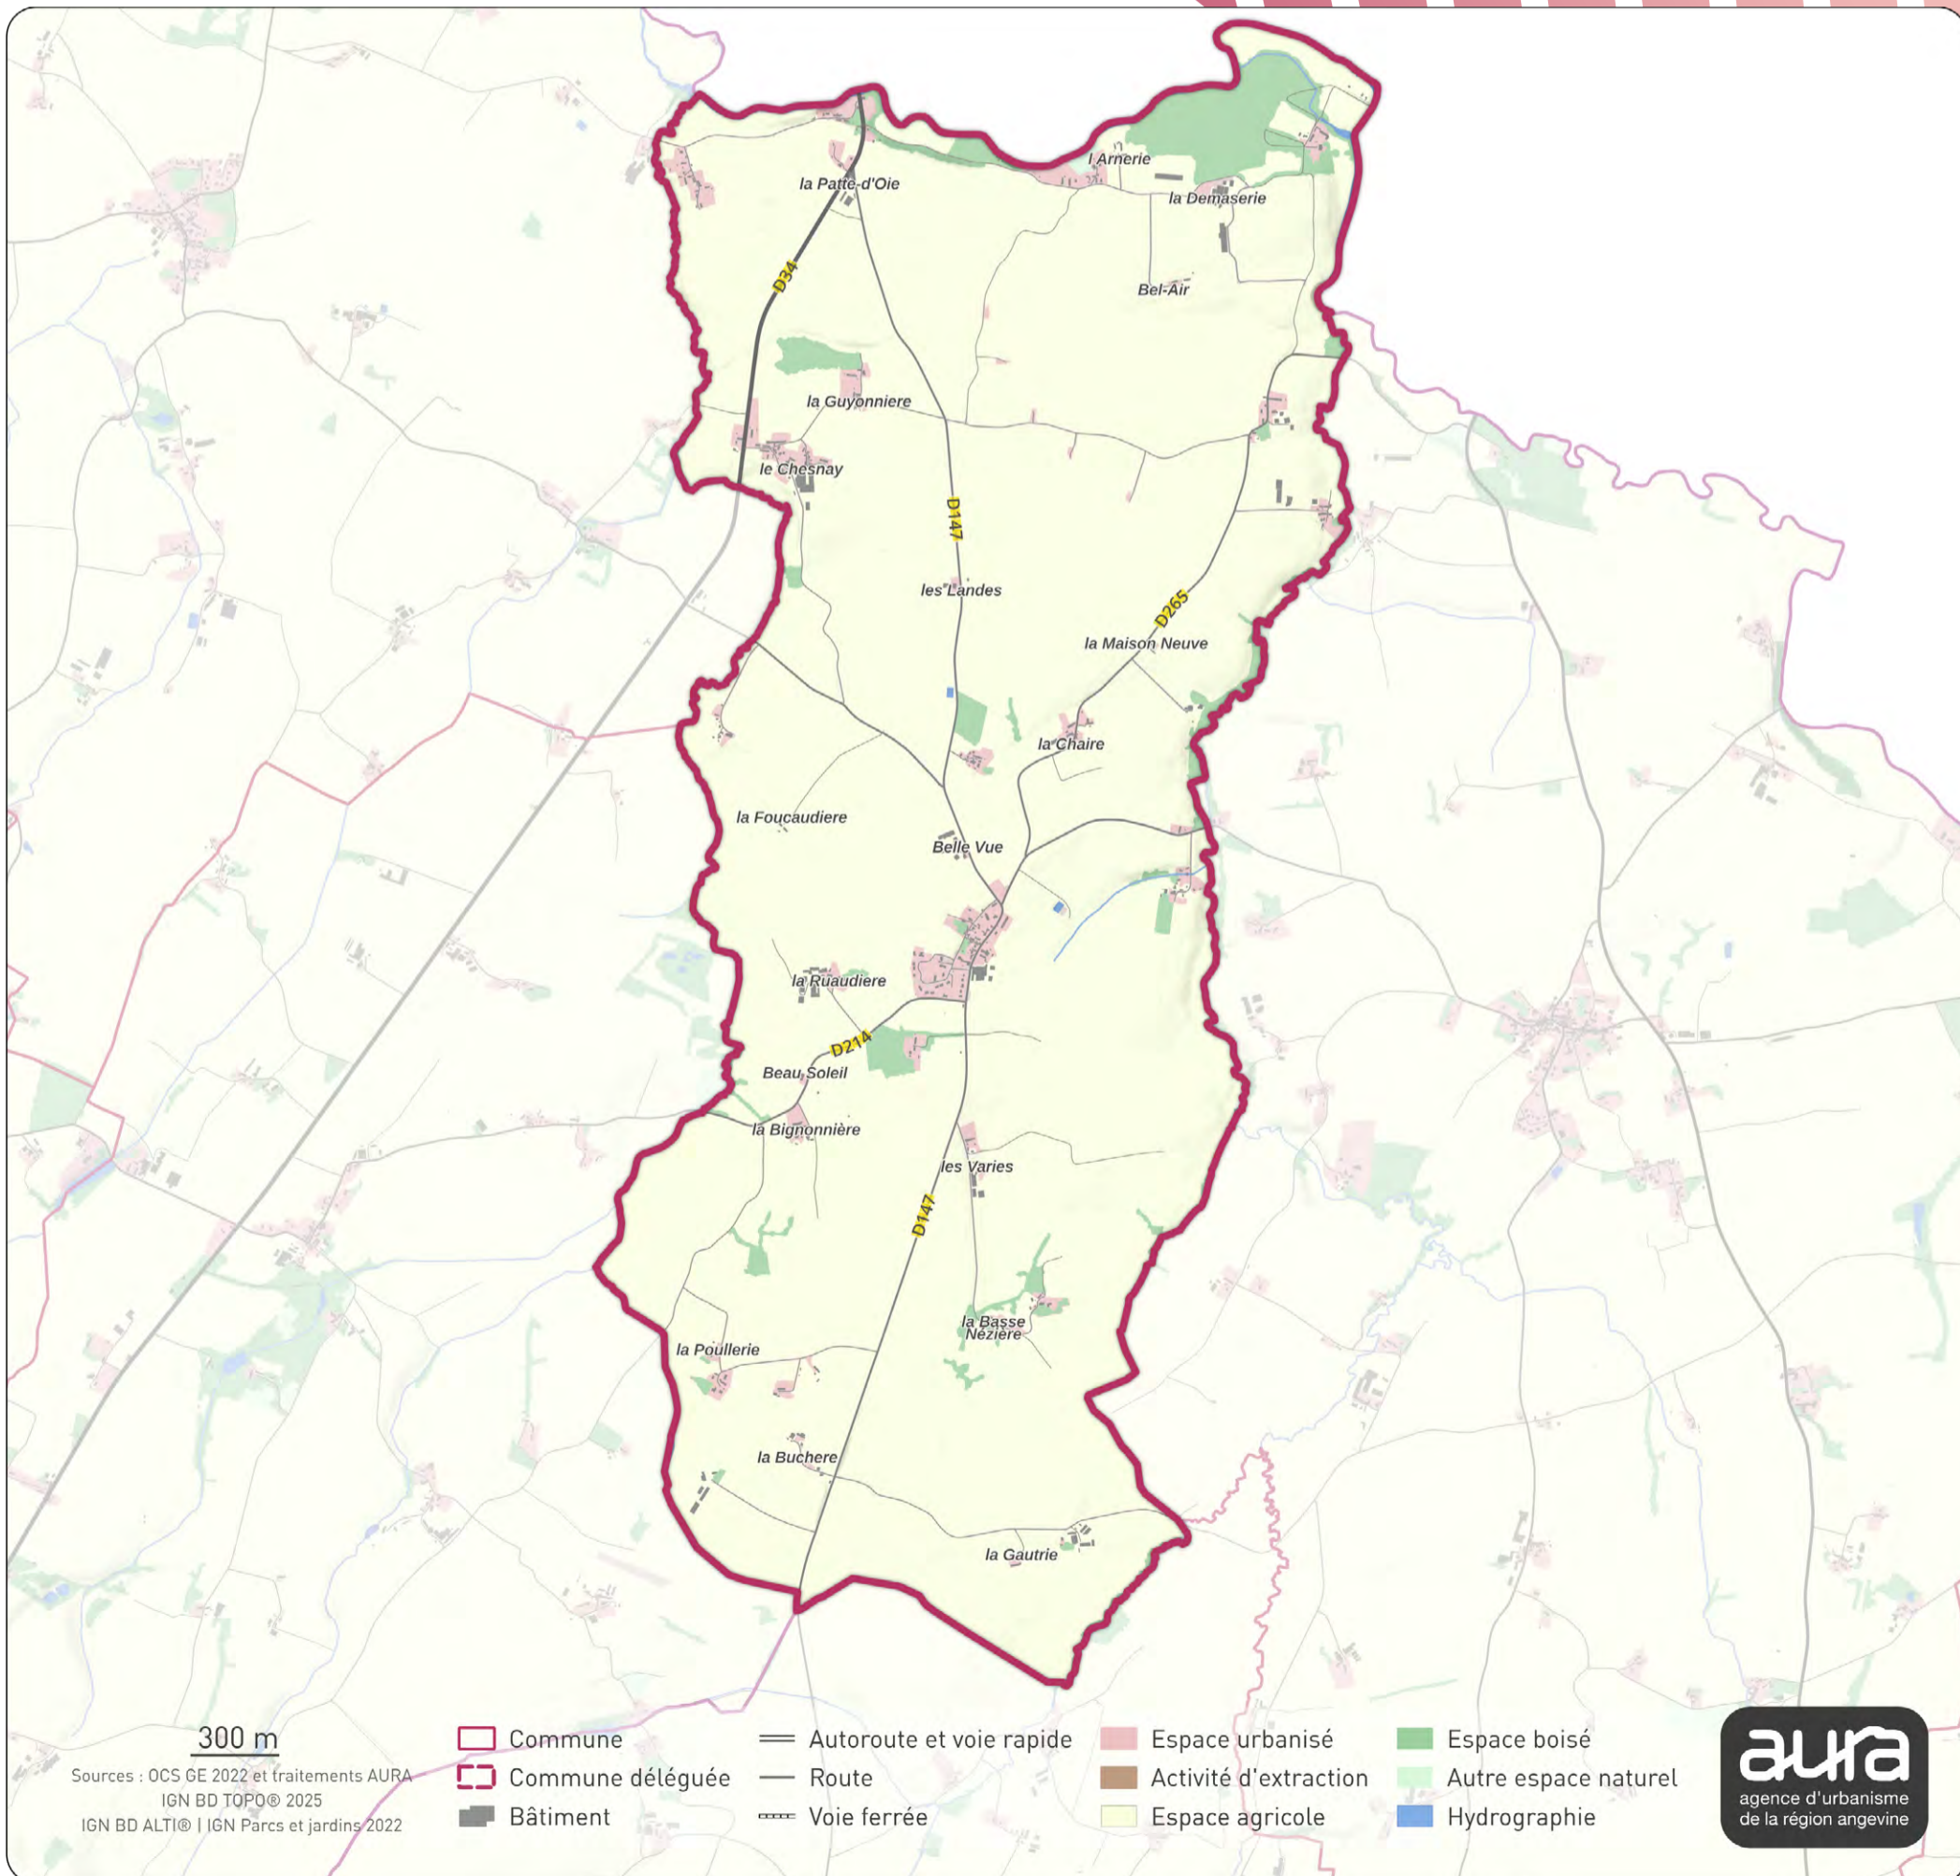 l Arnerie
la Patte-d'Oie
la Demaserie
D34
Bel-Air
la Guyonniere
le Chesnay
D147
les Landes
D265
la Maison Neuve
la Chaire
la Foucaudiere
Belle Vue
la Ruaudiere
D214
Beau Soleil
la Bignonnière
les Varies
D147
la Basse
Nézière
la Poullerie
la Buchere
la Gautrie
300 m
Sources : OCS GE 2022 et traitements AURA
IGN BD TOPO® 2025
IGN BD ALTI® | IGN Parcs et jardins 2022
Commune
Commune déléguée
Bâtiment
Autoroute et voie rapide
Route
Voie ferrée
Espace urbanisé
Activité d'extraction
Espace agricole
Espace boisé
Autre espace naturel
Hydrographie
aura
agence d'urbanisme
de la région angevine